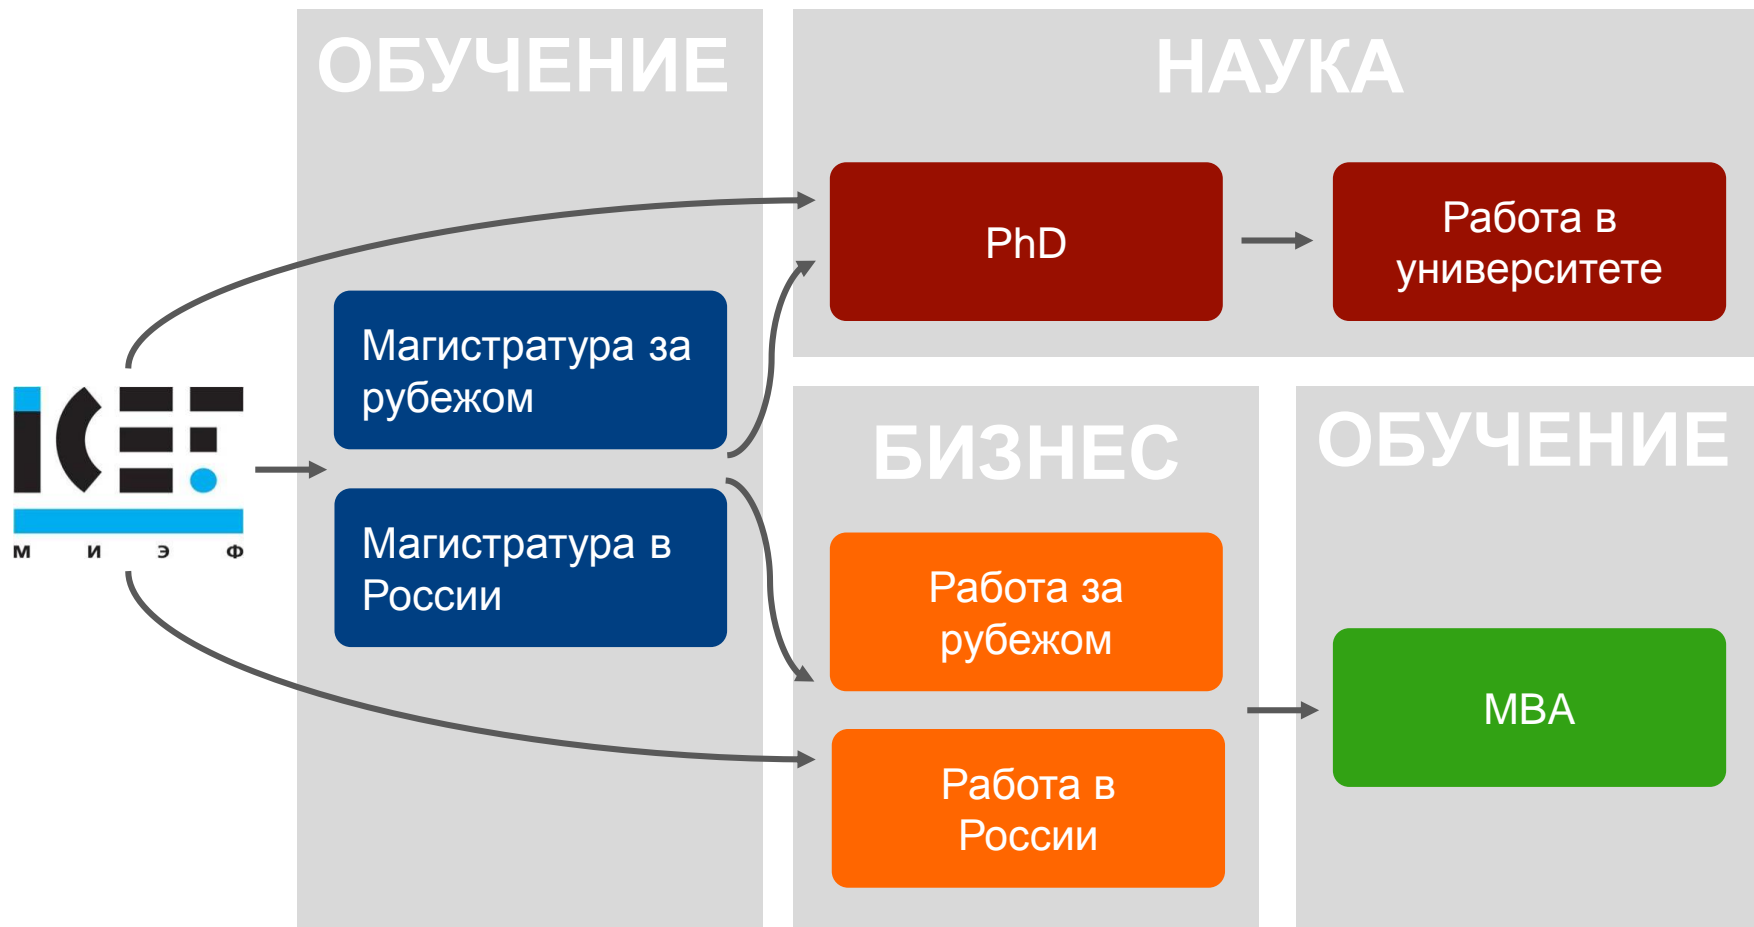 ОБУЧЕНИЕ
НАУКА
PhD
Работа в
университете
Магистратура за
рубежом
ICEF
М И Э Ф
Магистратура в
России
БИЗНЕС
ОБУЧЕНИЕ
Работа за
рубежом
Работа в
России
MBA